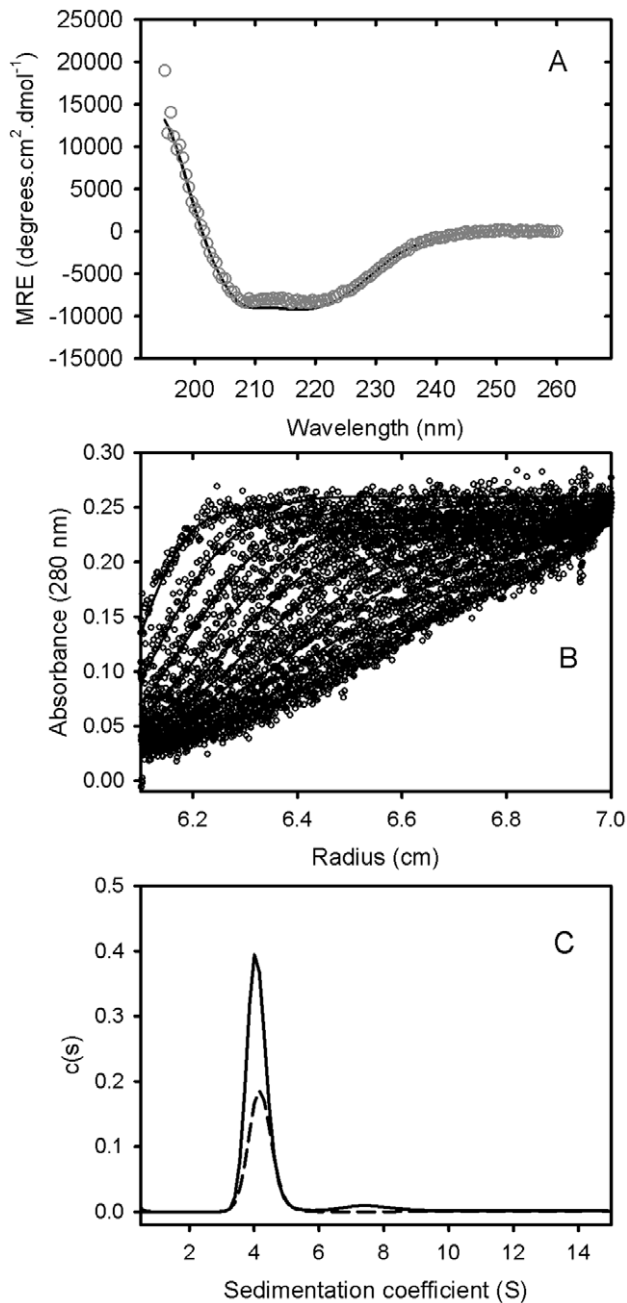 A
25000
20000
15000
10000
5000
0
-5000
-10000
-15000
MRE (degrees.cm².dmol⁻¹)
200 210 220 230 240 250 260
Wavelength (nm)
0.30
0.25
0.20
0.15
0.10
0.05
0.00
Absorbance (280 nm)
B
6.2 6.4 6.6 6.8 7.0
Radius (cm)
0.5
0.4
0.3
0.2
0.1
0.0
c(s)
C
2 4 6 8 10 12 14
Sedimentation coefficient (S)